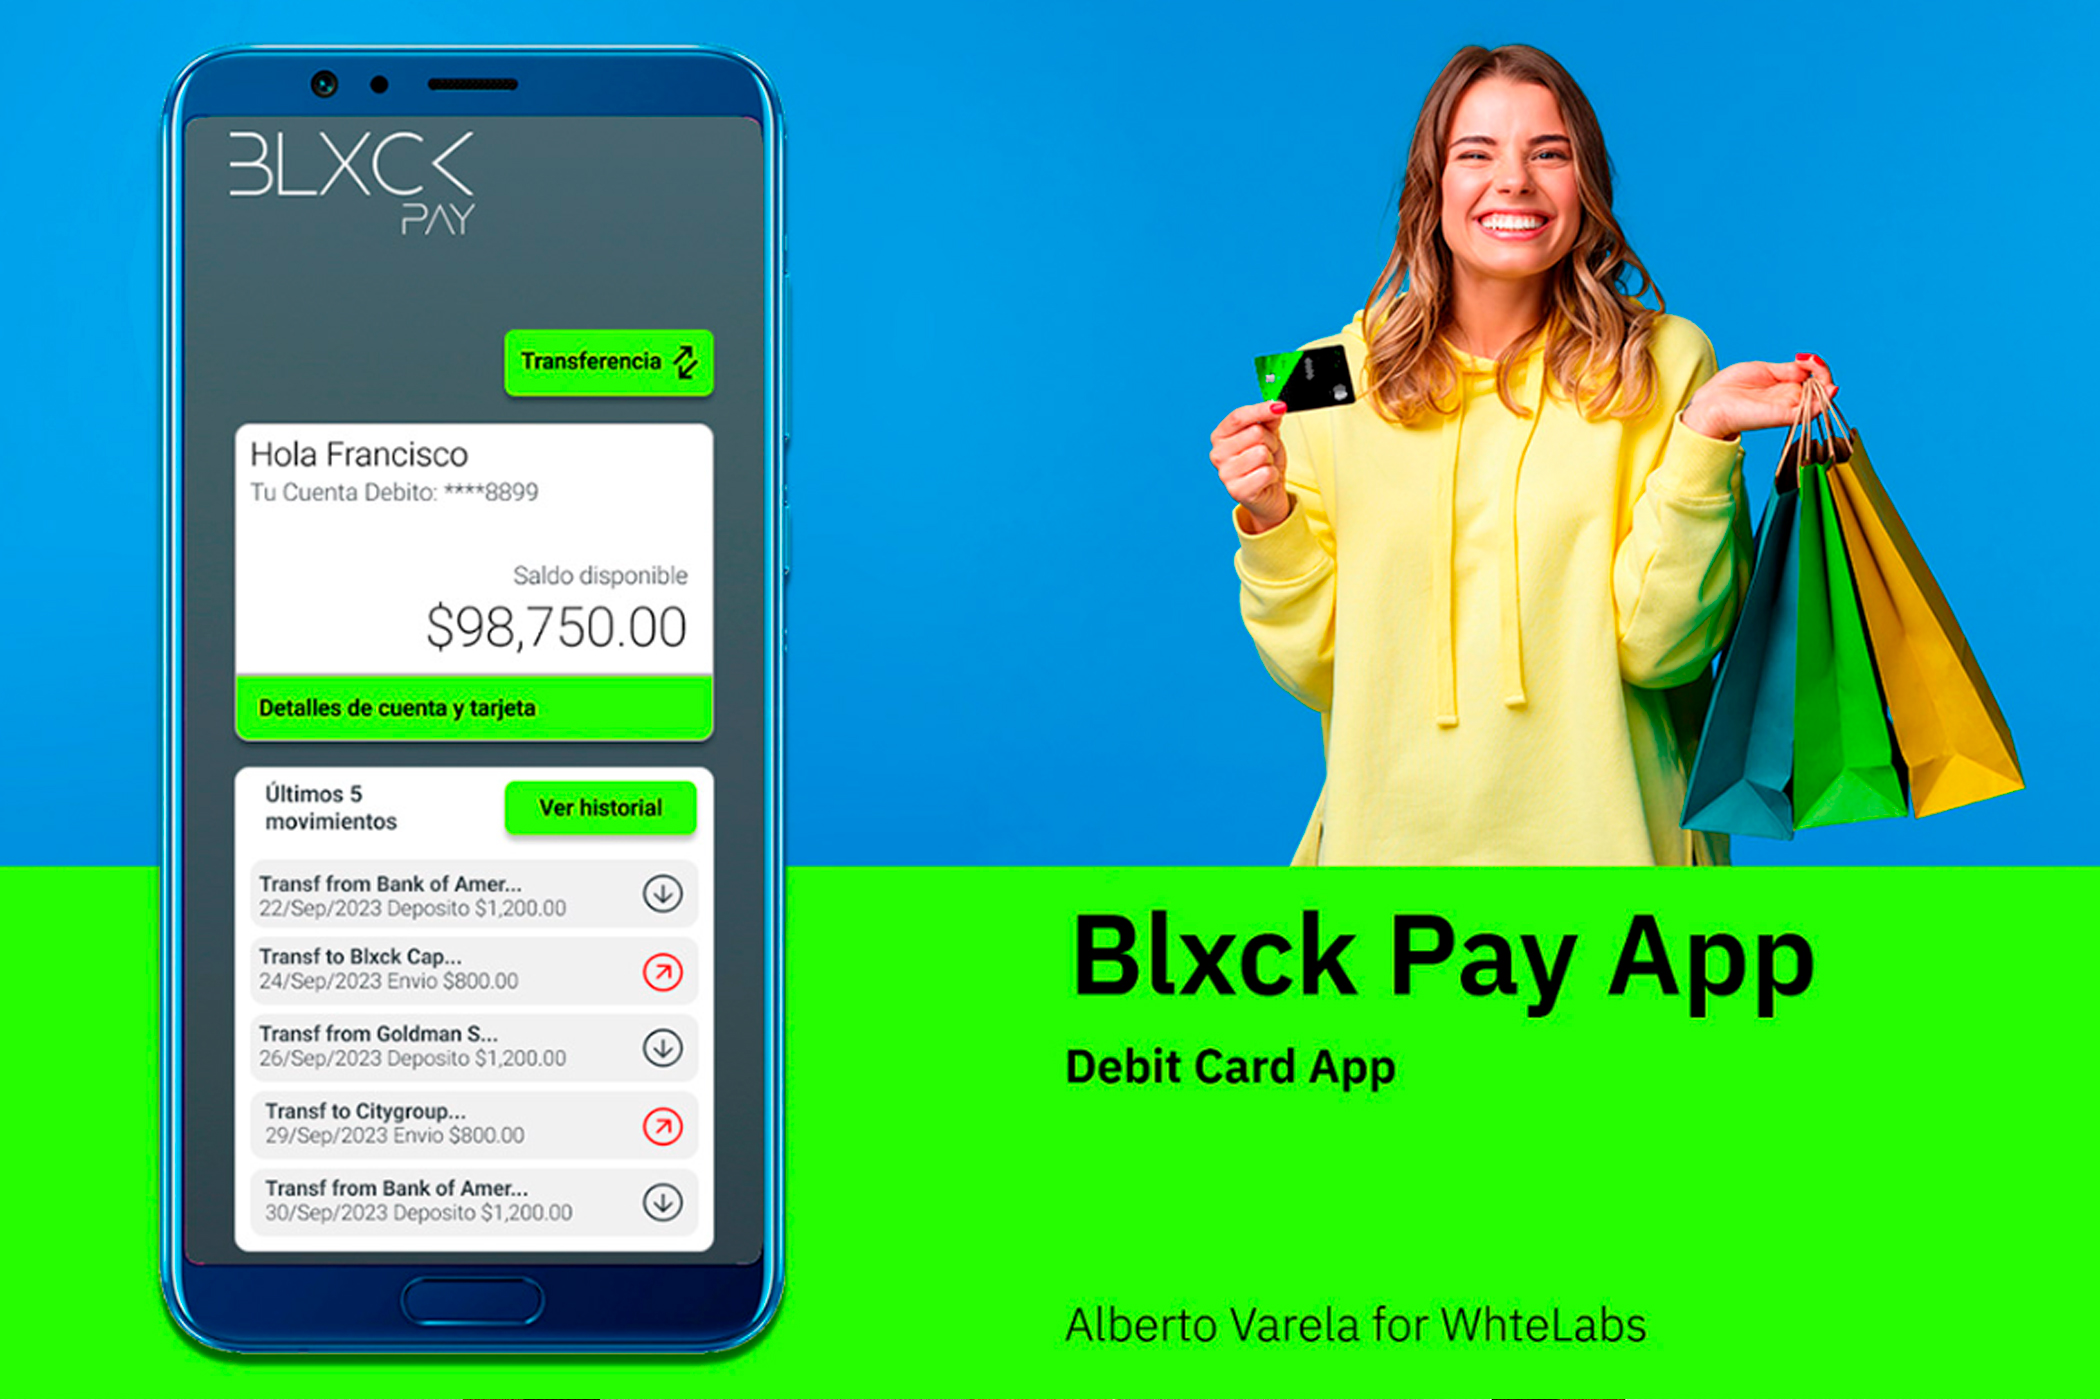 BLXCK
PAY
Transferencia
Hola Francisco
Tu Cuenta Debito: ****8899
Saldo disponible
$98,750.00
Detalles de cuenta y tarjeta
Últimos 5
movimientos
Ver historial
Transf from Bank of Amer...
22/Sep/2023 Deposito $1,200.00
Transf to Blxck Cap...
24/Sep/2023 Envio $800.00
Transf from Goldman S...
26/Sep/2023 Deposito $1,200.00
Transf to Citygroup...
29/Sep/2023 Envio $800.00
Transf from Bank of Amer...
30/Sep/2023 Deposito $1,200.00
Blxck Pay App
Debit Card App
Alberto Varela for WhteLabs